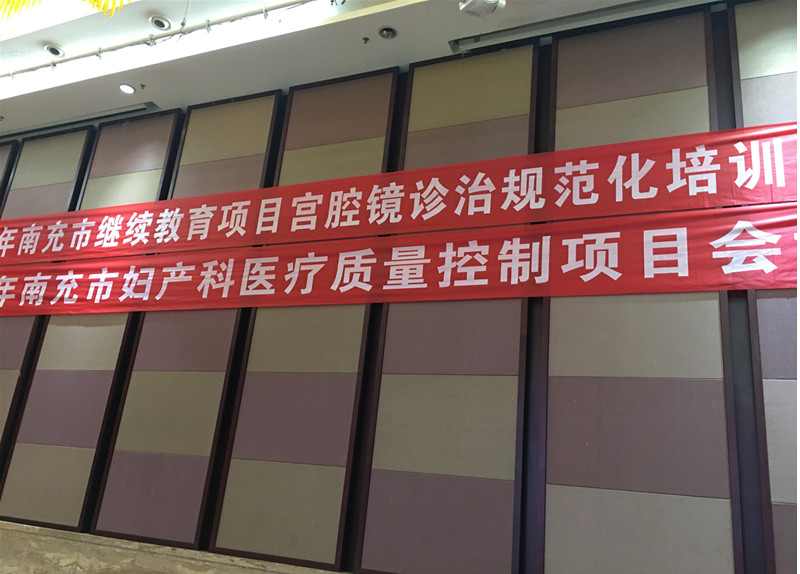 年南充市继续教育项目宫腔镜诊治规范化培训
年南充市妇产科医疗质量控制项目会